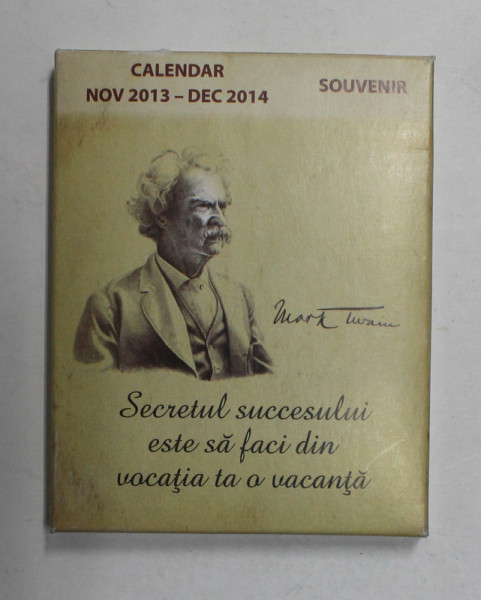 CALENDAR
NOV 2013 – DEC 2014
SOUVENIR
Mark Twain
Secretul succesului
este să faci din
vocaţia ta o vacanţă